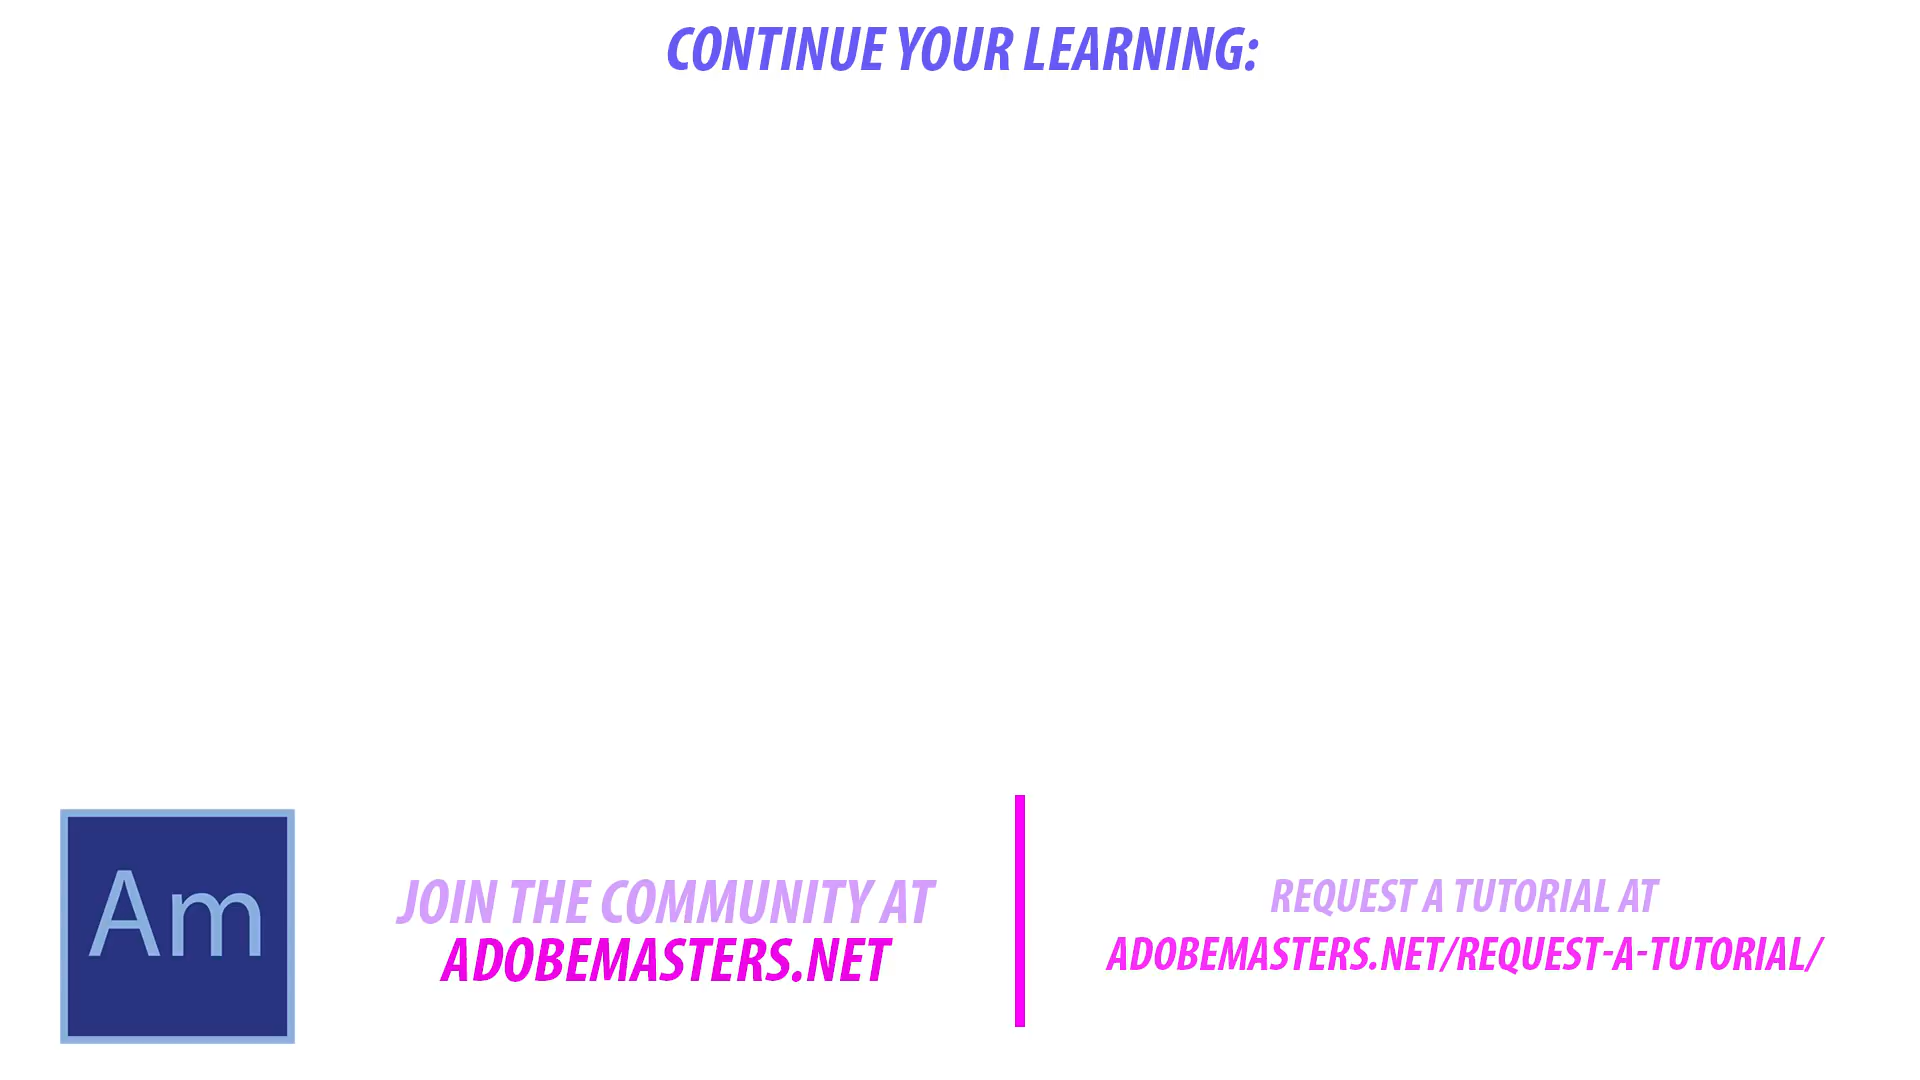 CONTINUE YOUR LEARNING:
Am
JOIN THE COMMUNITY AT
ADOBEMASTERS.NET
REQUEST A TUTORIAL AT
ADOBEMASTERS.NET/REQUEST-A-TUTORIAL/